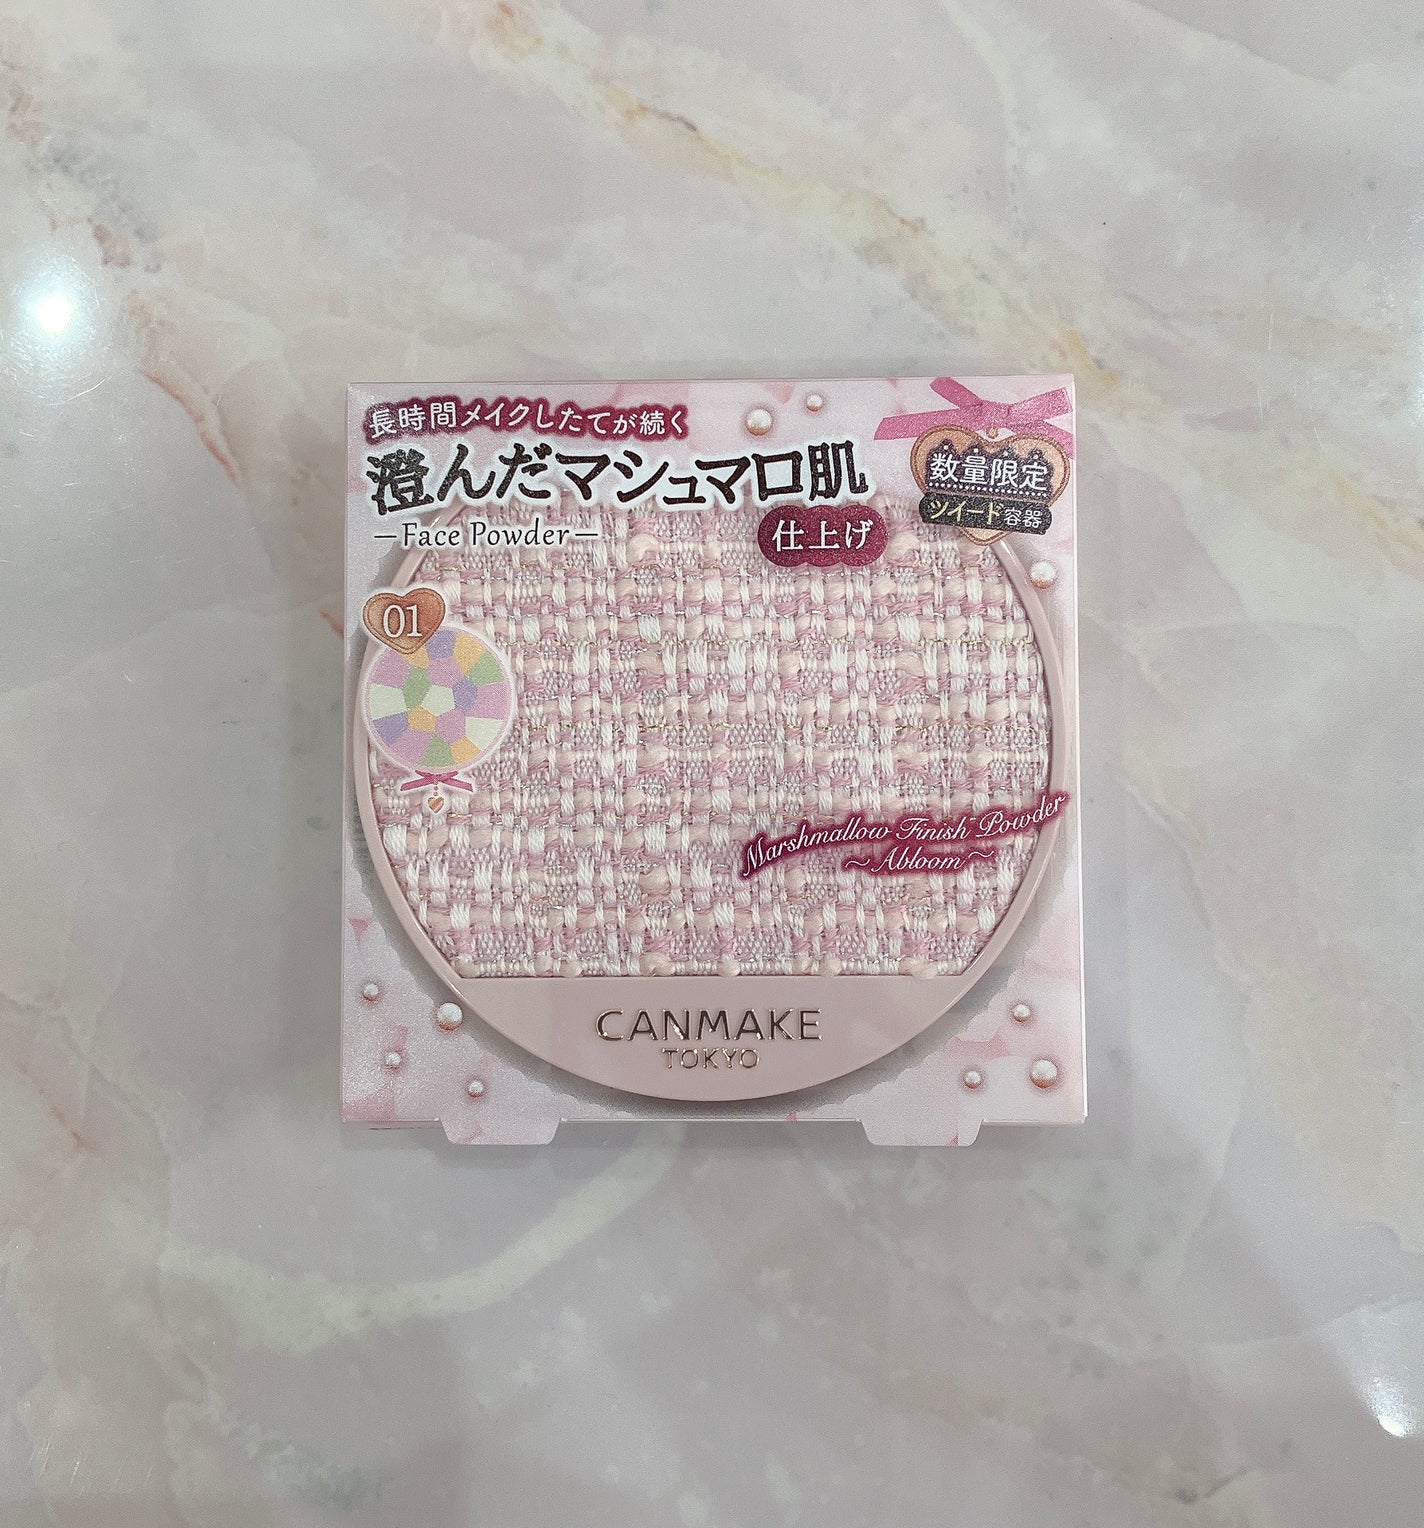 長時間メイクしたてが続く
澄んだマシュマロ肌
仕上げ
–Face Powder–
数量限定
ツイード容器
01
Marshmallow Finish Powder
～Abloom～
CANMAKE
TOKYO